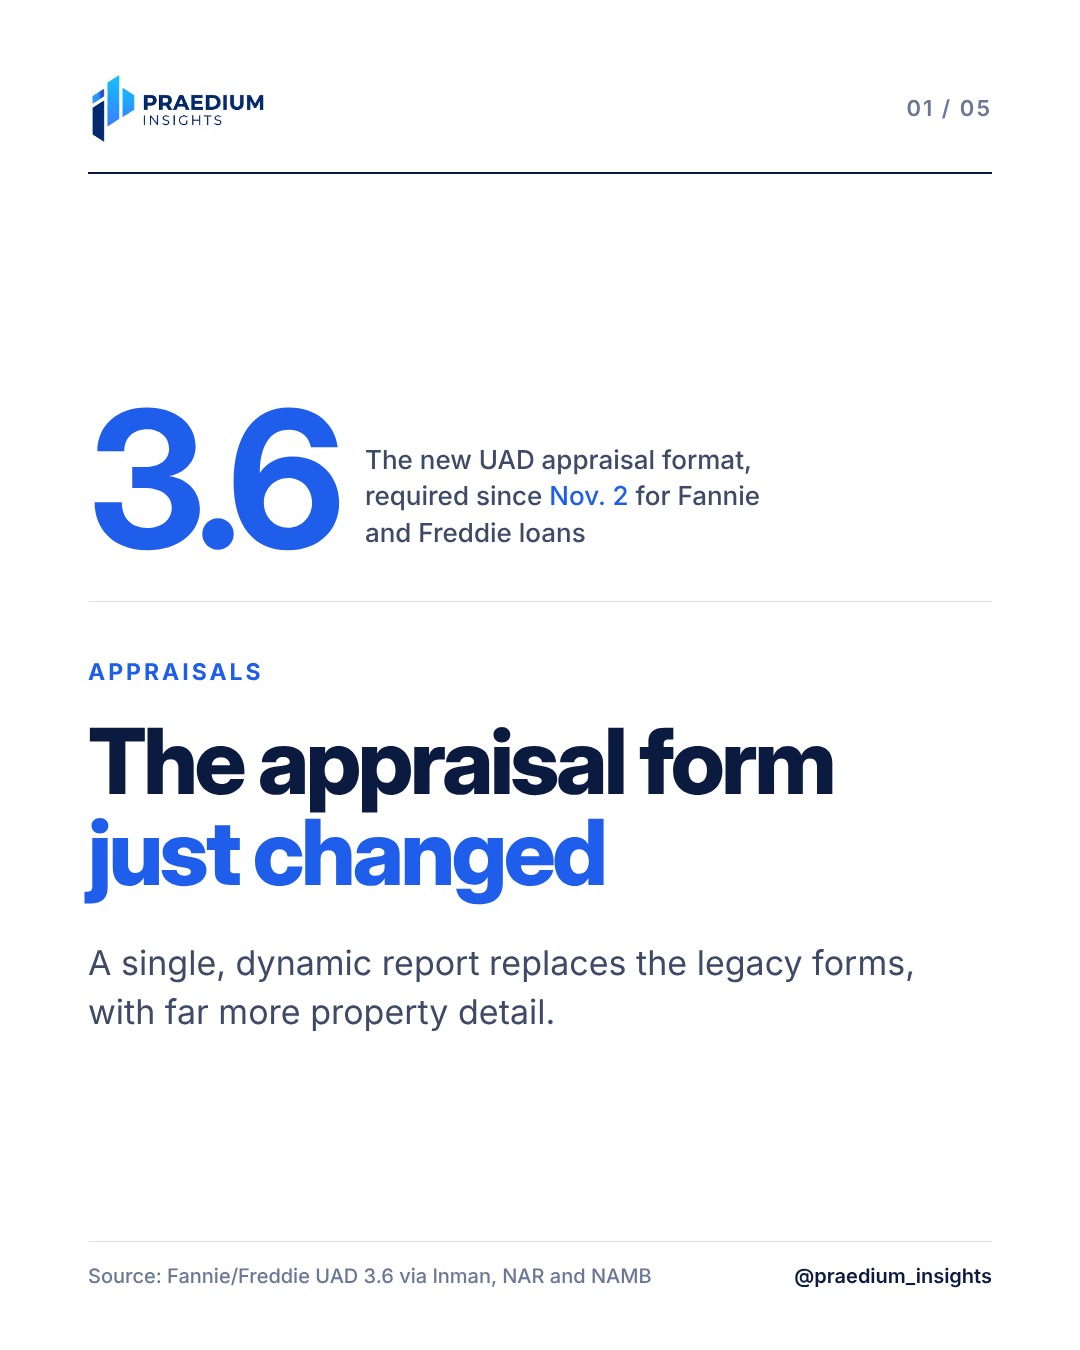 PRAEDIUM
INSIGHTS
01 / 05
3.6
The new UAD appraisal format,
required since Nov. 2 for Fannie
and Freddie loans
APPRAISALS
The appraisal form
just changed
A single, dynamic report replaces the legacy forms,
with far more property detail.
Source: Fannie/Freddie UAD 3.6 via Inman, NAR and NAMB
@praedium_insights